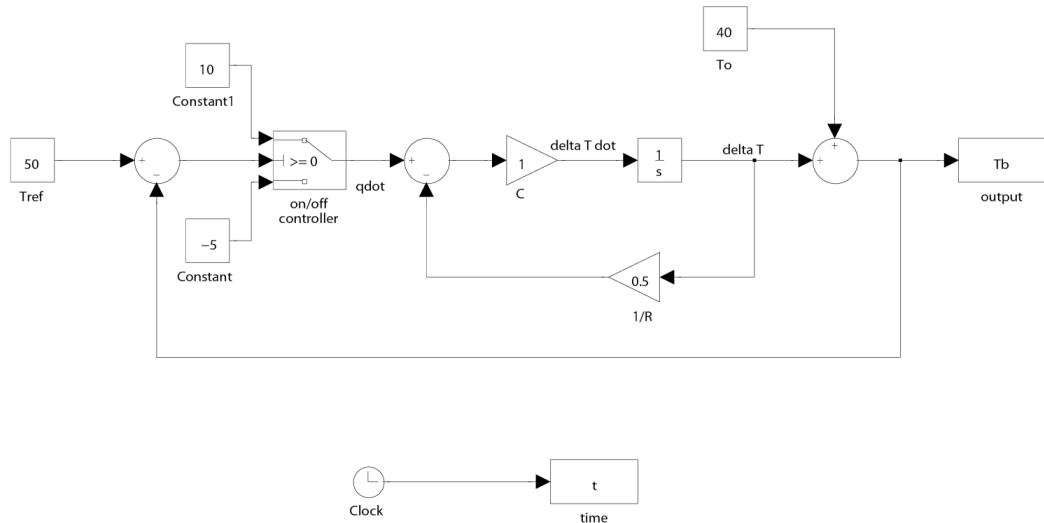 40
To
10
Constant1
50
Tref
+
−
>= 0
on/off
controller
qdot
+
−
1
C
delta T dot
1
s
delta T
+
+
Tb
output
−5
Constant
0.5
1/R
Clock
t
time